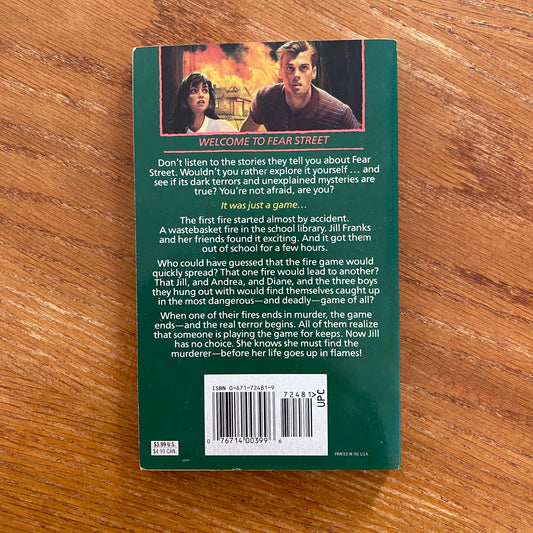 WELCOME TO FEAR STREET
Don't listen to the stories they tell you about Fear
Street. Wouldn't you rather explore it yourself ... and
see if its dark terrors and unexplained mysteries are
true? You're not afraid, are you?
It was just a game...
The first fire started almost by accident.
A wastebasket fire in the school library. Jill Franks
and her friends found it exciting. And it got them
out of school for a few hours.
Who could have guessed that the fire game would
quickly spread? That one fire would lead to another?
That Jill, and Andrea, and Diane, and the three boys
they hung out with would find themselves caught up
in the most dangerous—and deadly—game of all?
When one of their fires ends in murder, the game
ends—and the real terror begins. All of them realize
that someone is playing the game for keeps. Now Jill
has no choice. She knows she must find the
murderer—before her life goes up in flames!
ISBN 0-671-72481-9
72481
UPC
0 76714 00399 6
$3.99 U.S.
$4.99 CAN.
PRINTED IN THE U.S.A.